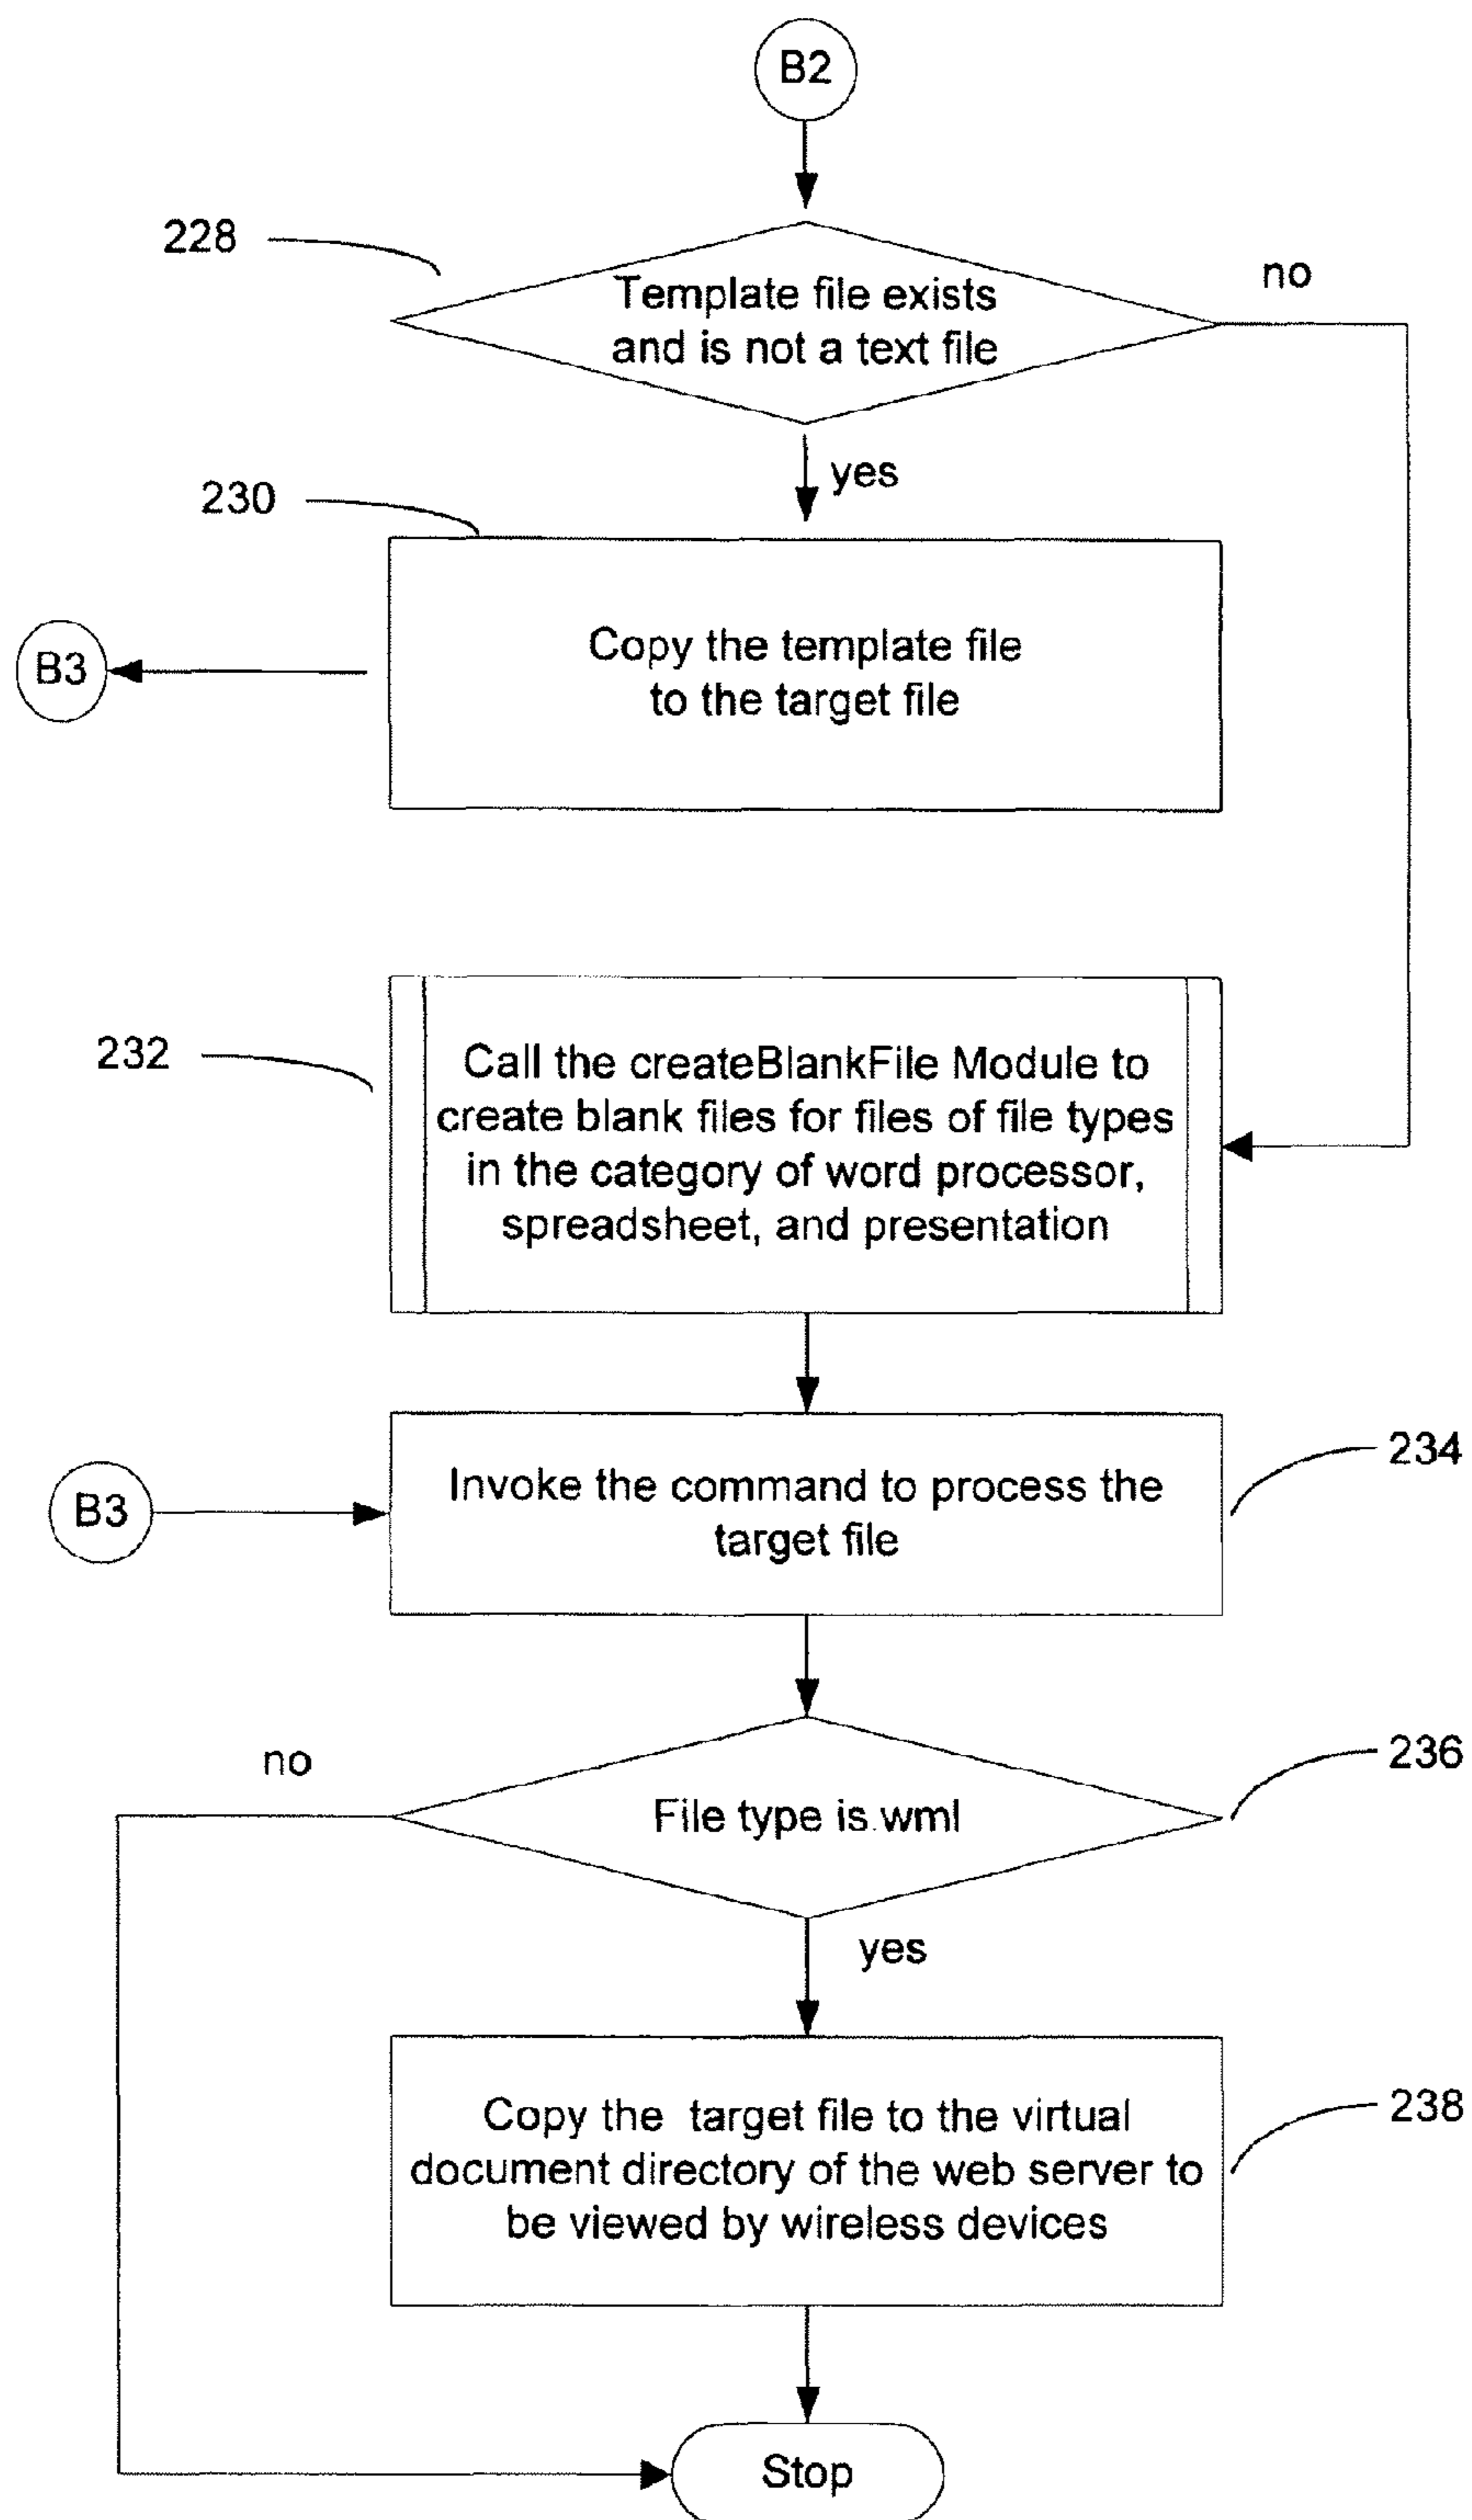 B2
228
Template file exists
and is not a text file
no
yes
230
Copy the template file
to the target file
B3
232
Call the createBlankFile Module to
create blank files for files of file types
in the category of word processor,
spreadsheet, and presentation
B3
Invoke the command to process the
target file
234
no
File type is .wml
236
yes
Copy the target file to the virtual
document directory of the web server to
be viewed by wireless devices
238
Stop